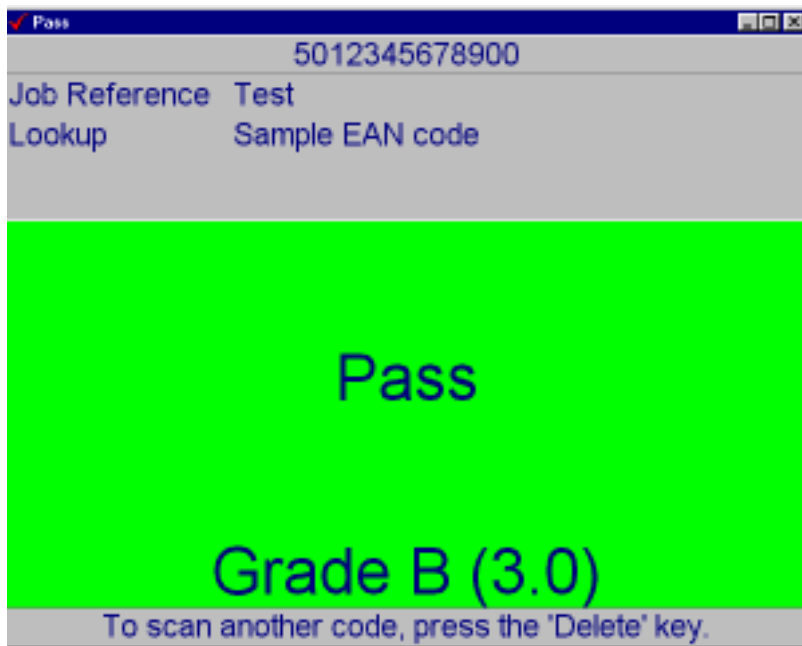 Pass
5012345678900
Job Reference Test
Lookup Sample EAN code
Pass
Grade B (3.0)
To scan another code, press the 'Delete' key.